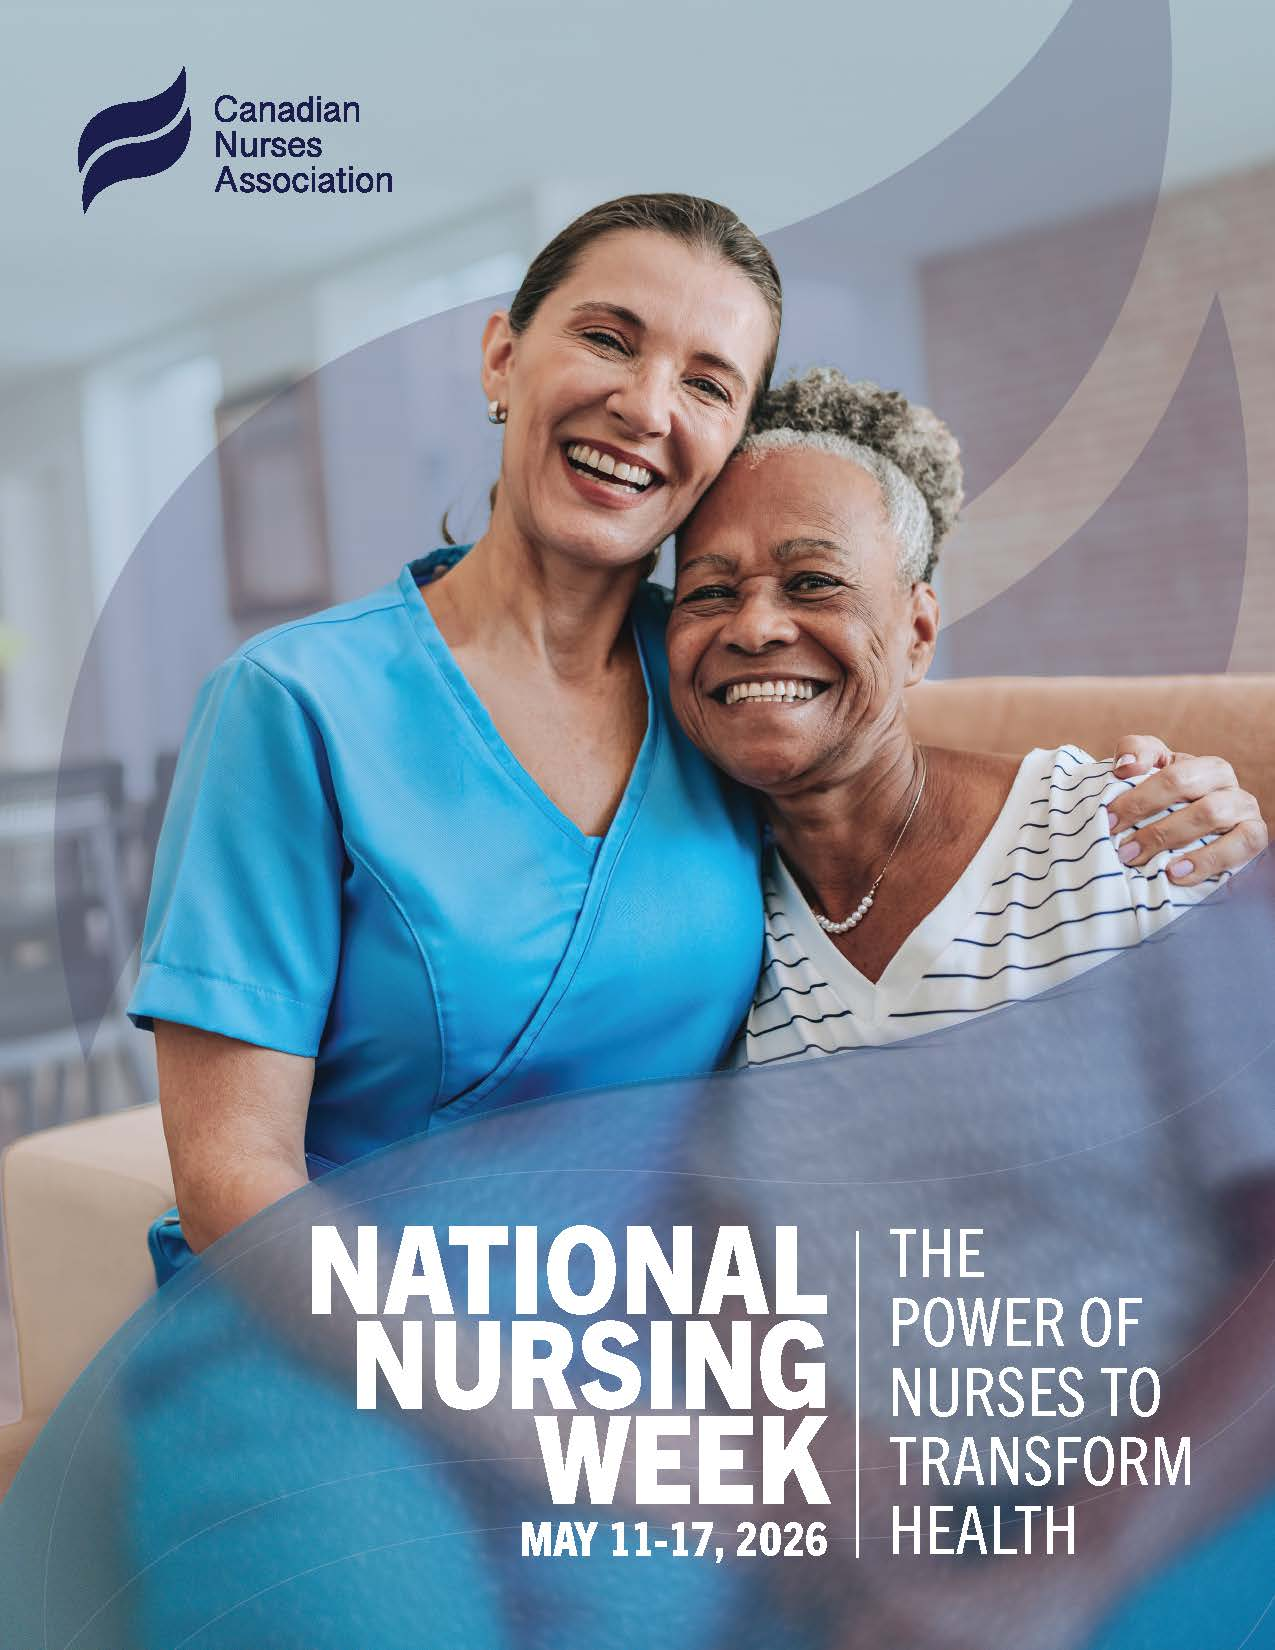 Canadian
Nurses
Association
NATIONAL
NURSING
WEEK
MAY 11-17, 2026
THE
POWER OF
NURSES TO
TRANSFORM
HEALTH